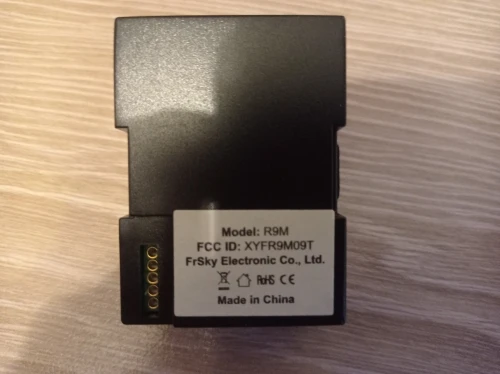 Model: R9M
FCC ID: XYFR9M09T
FrSky Electronic Co., Ltd.
RoHS CE
Made in China